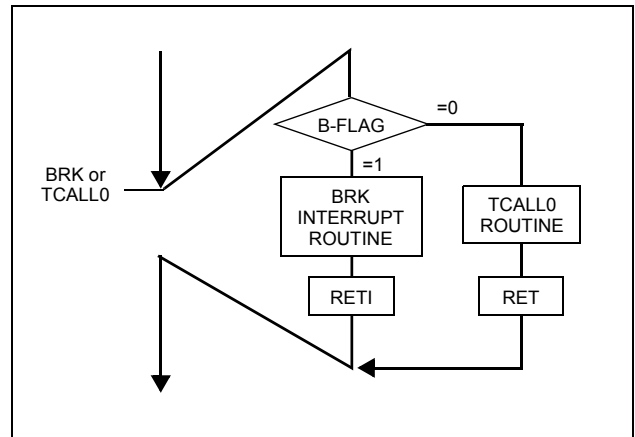 B-FLAG
=0
=1
BRK or
TCALL0
BRK
INTERRUPT
ROUTINE
TCALL0
ROUTINE
RETI
RET